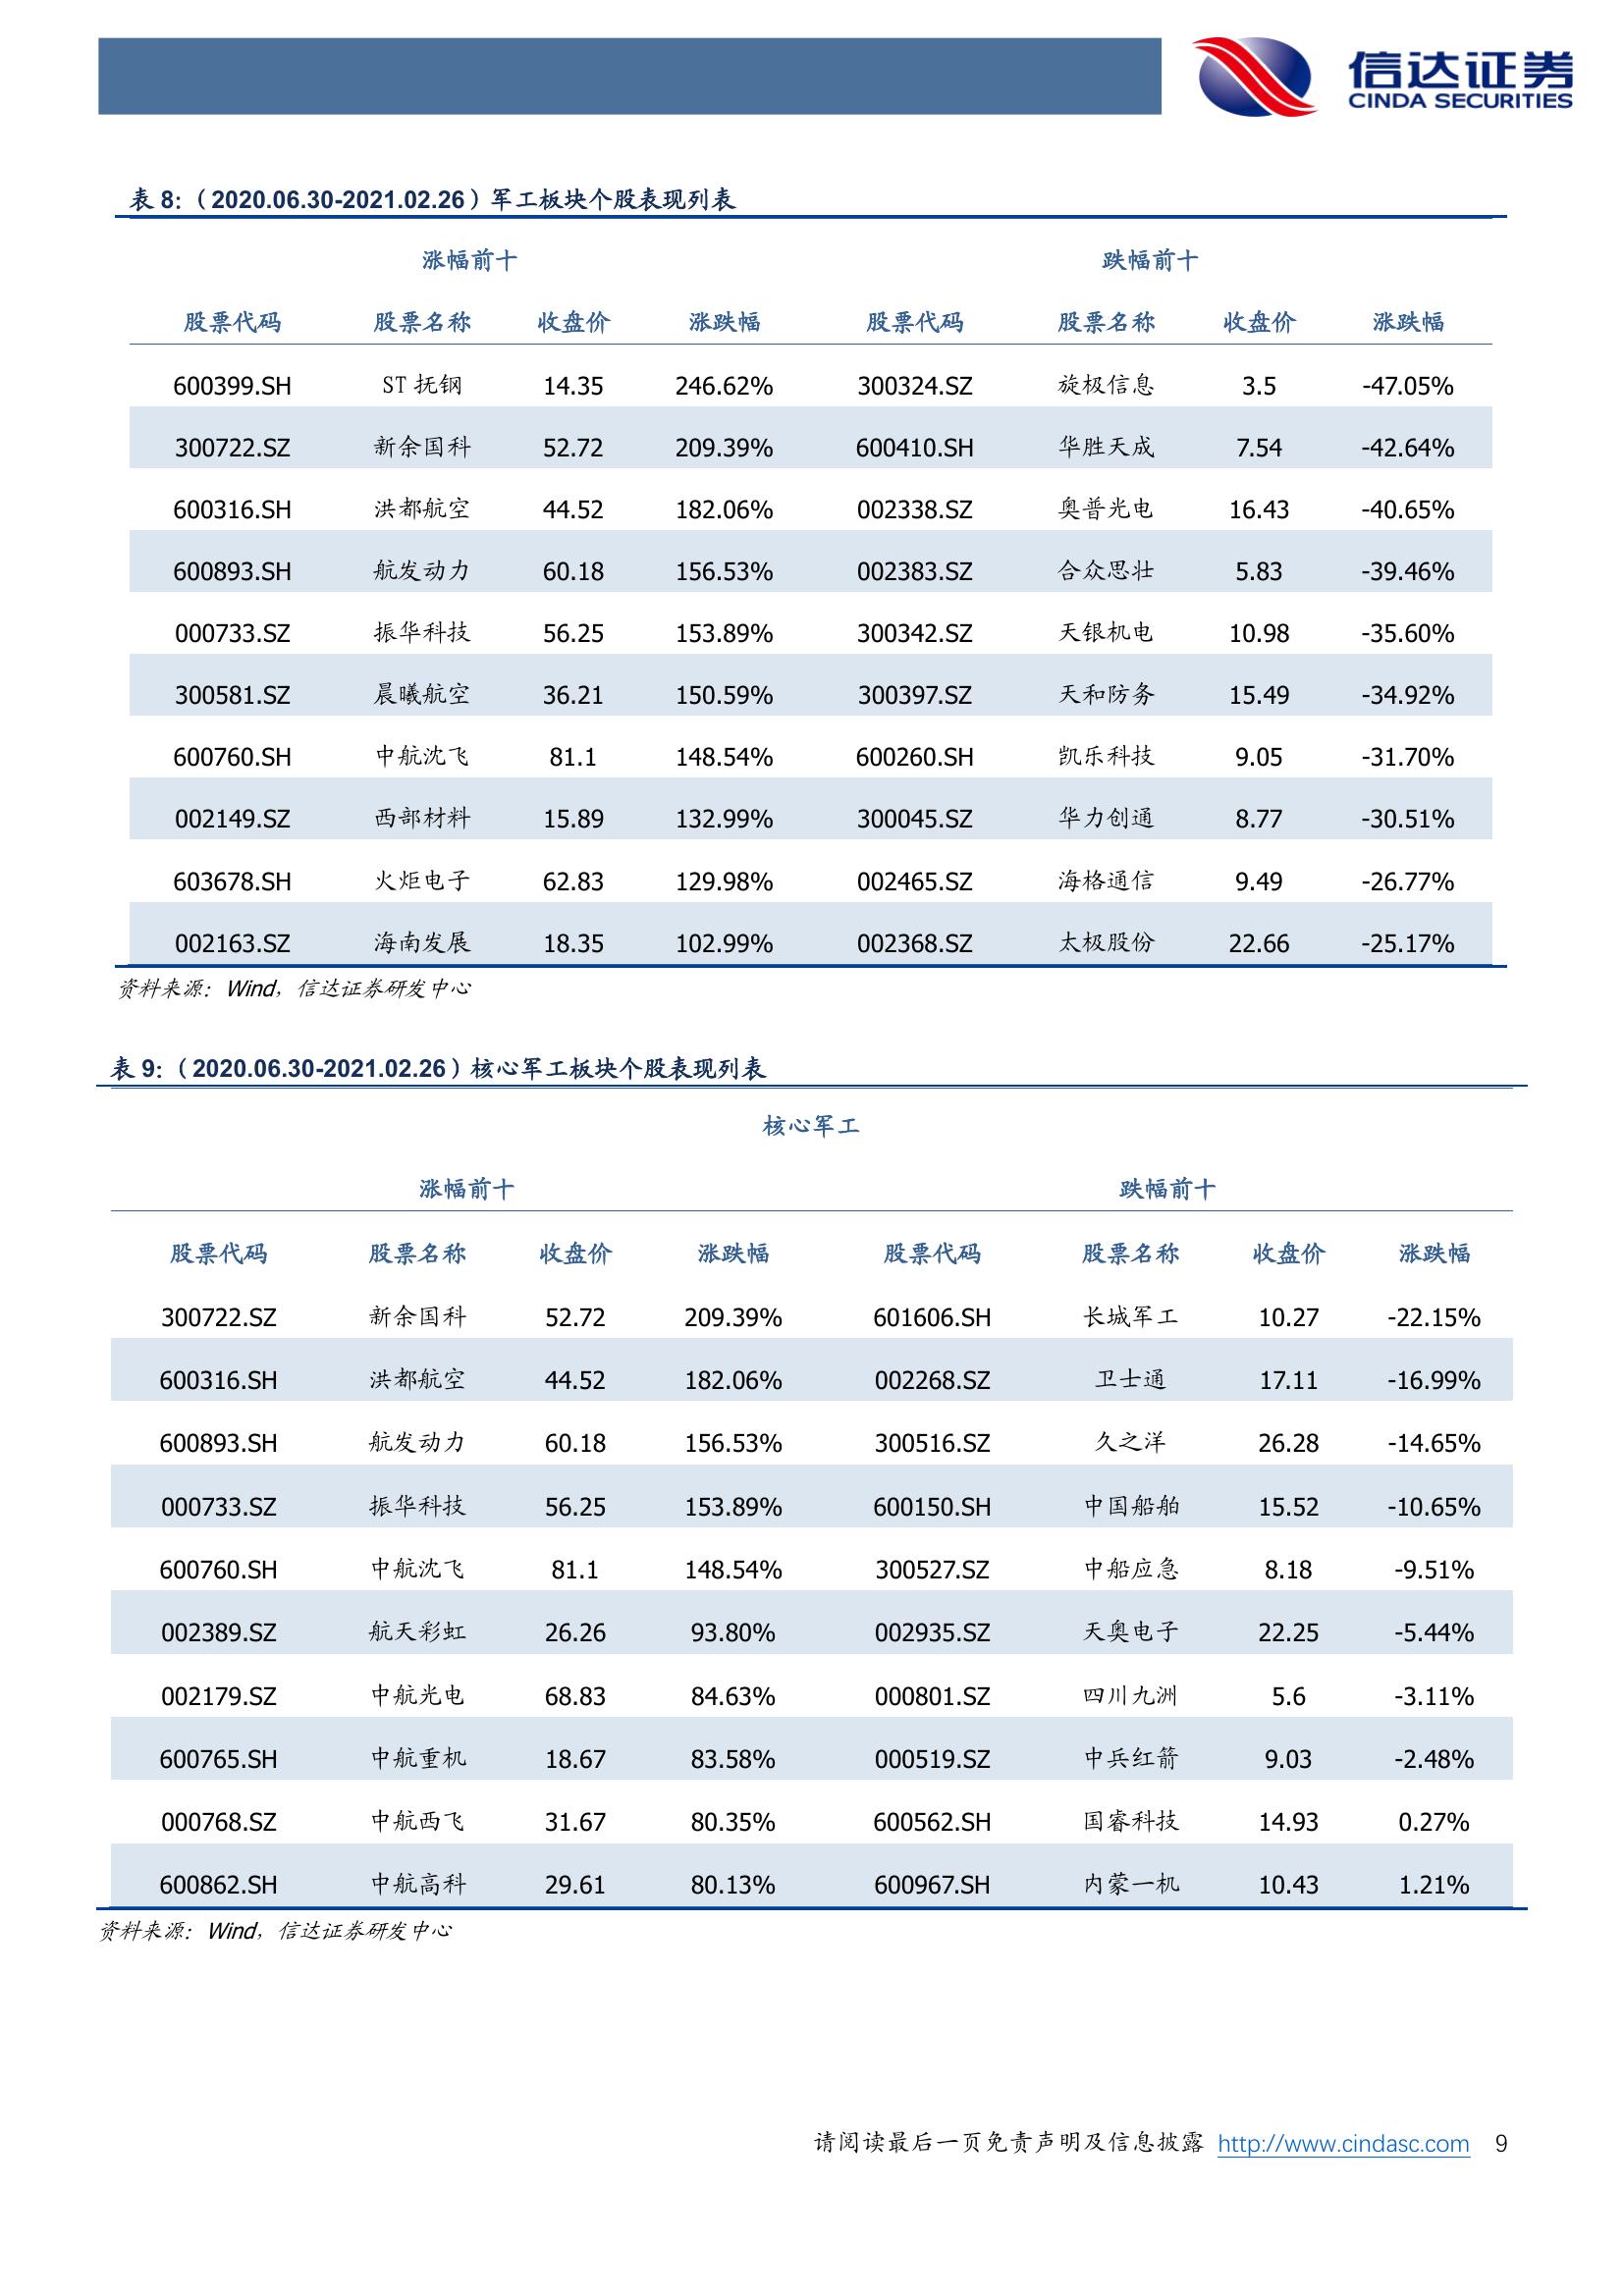 信达证券
CINDA SECURITIES
表 8:（2020.06.30-2021.02.26）军工板块个股表现列表
涨幅前十 跌幅前十
股票代码 股票名称 收盘价 涨跌幅 股票代码 股票名称 收盘价 涨跌幅
600399.SH ST 抚钢 14.35 246.62% 300324.SZ 旋极信息 3.5 -47.05%
300722.SZ 新余国科 52.72 209.39% 600410.SH 华胜天成 7.54 -42.64%
600316.SH 洪都航空 44.52 182.06% 002338.SZ 奥普光电 16.43 -40.65%
600893.SH 航发动力 60.18 156.53% 002383.SZ 合众思壮 5.83 -39.46%
000733.SZ 振华科技 56.25 153.89% 300342.SZ 天银机电 10.98 -35.60%
300581.SZ 晨曦航空 36.21 150.59% 300397.SZ 天和防务 15.49 -34.92%
600760.SH 中航沈飞 81.1 148.54% 600260.SH 凯乐科技 9.05 -31.70%
002149.SZ 西部材料 15.89 132.99% 300045.SZ 华力创通 8.77 -30.51%
603678.SH 火炬电子 62.83 129.98% 002465.SZ 海格通信 9.49 -26.77%
002163.SZ 海南发展 18.35 102.99% 002368.SZ 太极股份 22.66 -25.17%
资料来源：Wind，信达证券研发中心
表 9:（2020.06.30-2021.02.26）核心军工板块个股表现列表
核心军工
涨幅前十 跌幅前十
股票代码 股票名称 收盘价 涨跌幅 股票代码 股票名称 收盘价 涨跌幅
300722.SZ 新余国科 52.72 209.39% 601606.SH 长城军工 10.27 -22.15%
600316.SH 洪都航空 44.52 182.06% 002268.SZ 卫士通 17.11 -16.99%
600893.SH 航发动力 60.18 156.53% 300516.SZ 久之洋 26.28 -14.65%
000733.SZ 振华科技 56.25 153.89% 600150.SH 中国船舶 15.52 -10.65%
600760.SH 中航沈飞 81.1 148.54% 300527.SZ 中船应急 8.18 -9.51%
002389.SZ 航天彩虹 26.26 93.80% 002935.SZ 天奥电子 22.25 -5.44%
002179.SZ 中航光电 68.83 84.63% 000801.SZ 四川九洲 5.6 -3.11%
600765.SH 中航重机 18.67 83.58% 000519.SZ 中兵红箭 9.03 -2.48%
000768.SZ 中航西飞 31.67 80.35% 600562.SH 国睿科技 14.93 0.27%
600862.SH 中航高科 29.61 80.13% 600967.SH 内蒙一机 10.43 1.21%
资料来源：Wind，信达证券研发中心
请阅读最后一页免责声明及信息披露 http://www.cindasc.com 9